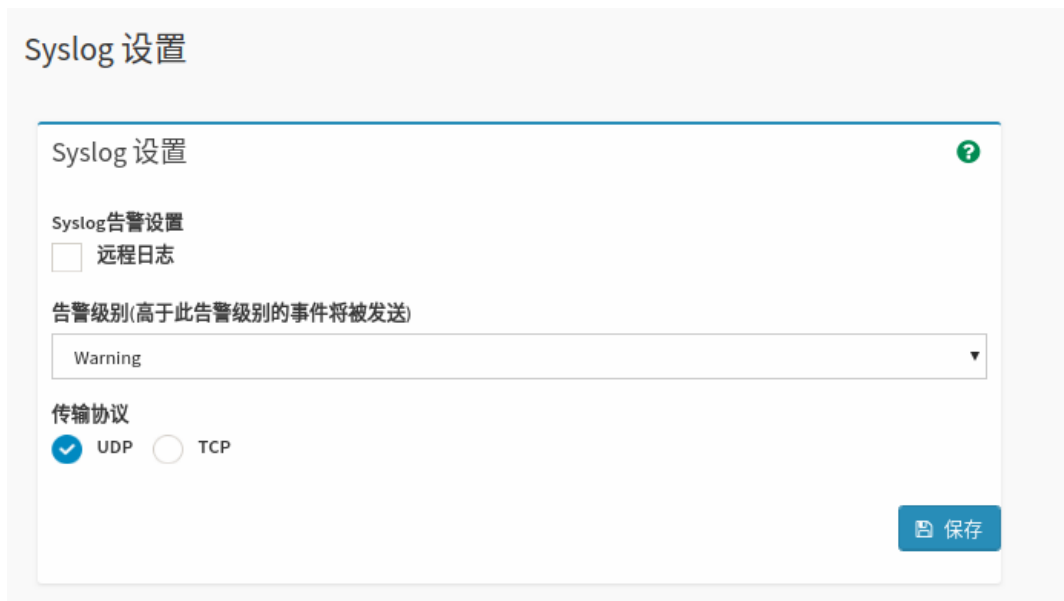 Syslog 设置
Syslog 设置
Syslog告警设置
远程日志
告警级别(高于此告警级别的事件将被发送)
Warning
传输协议
UDP TCP
保存